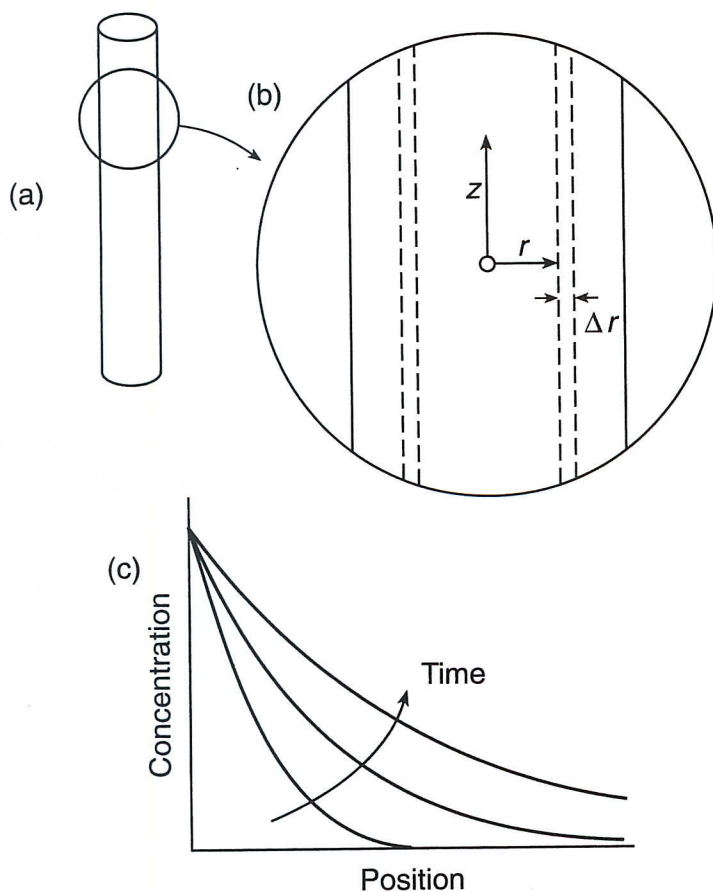 (a)
(b)
z
r
Δr
(c)
Concentration
Time
Position